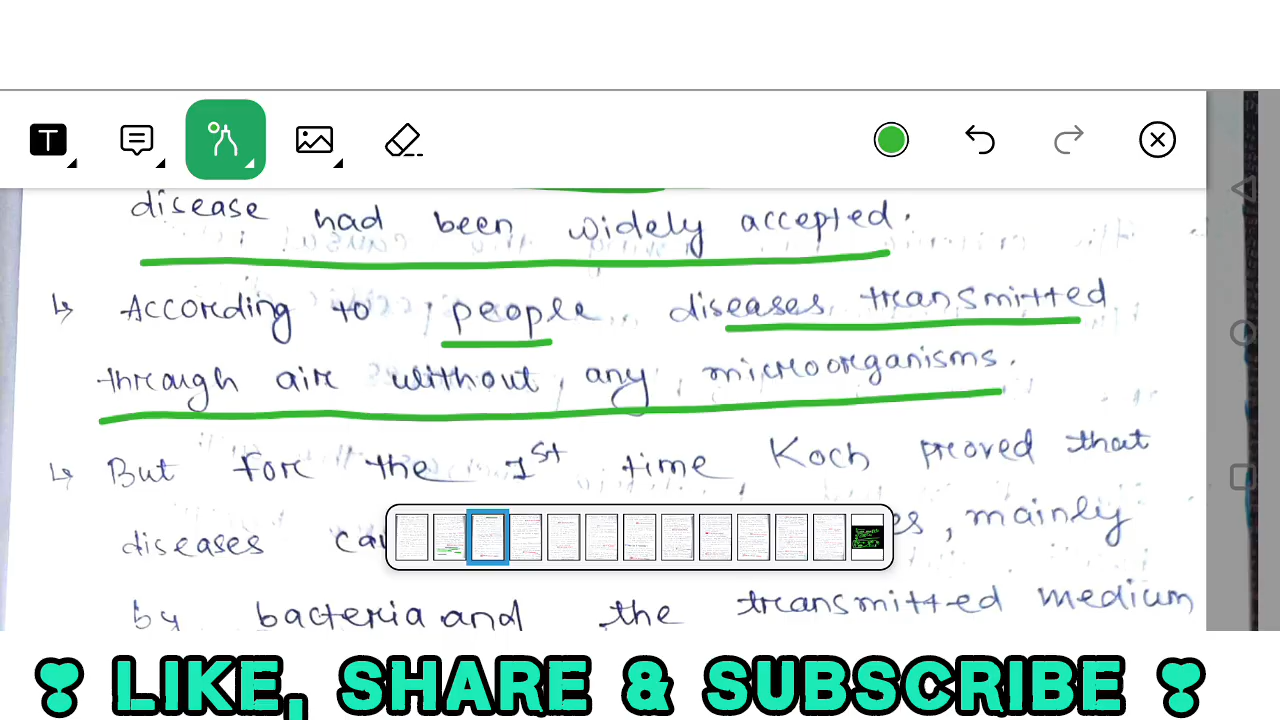 T
disease had been widely accepted.
↳ According to people diseases transmitted
through air without any microorganisms.
↳ But for the 1st time Koch proved that
diseases , mainly
by bacteria and the transmitted medium
❣ LIKE, SHARE & SUBSCRIBE ❣